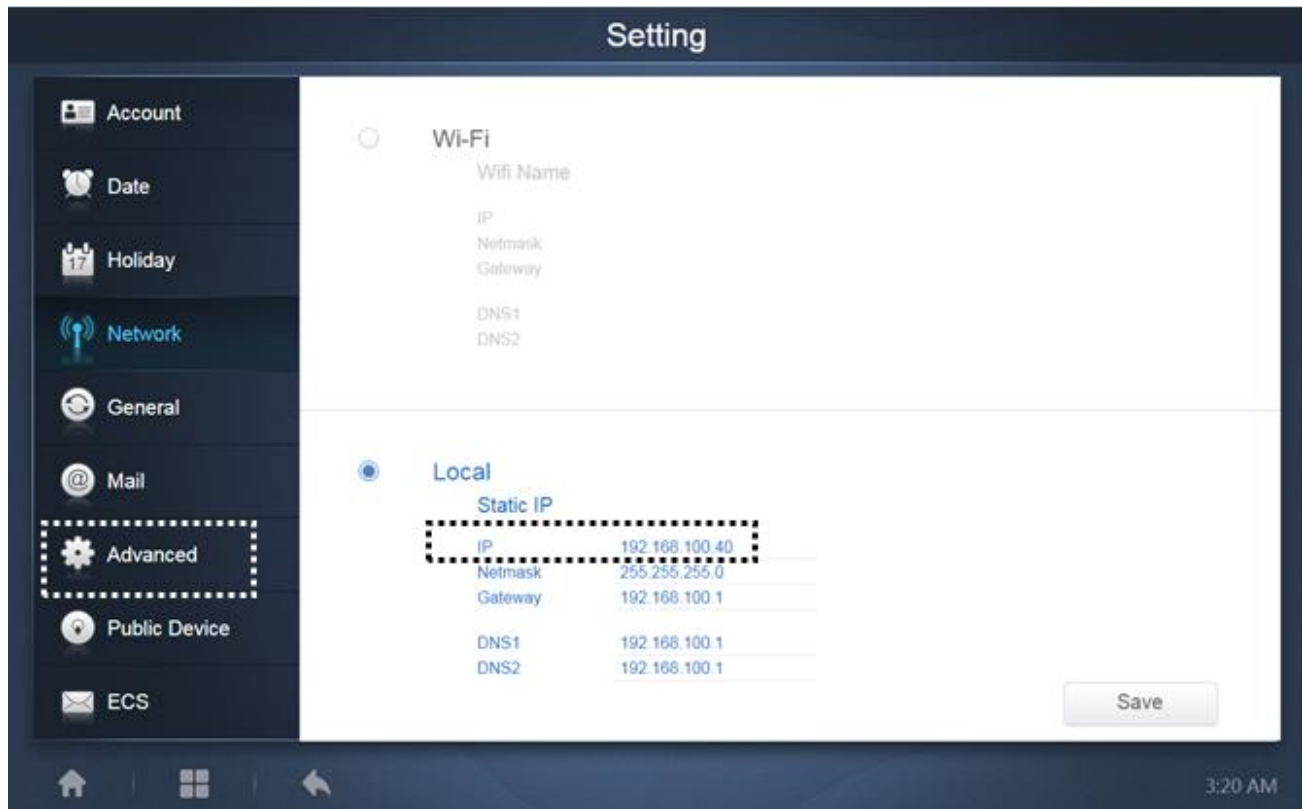 Setting
Account
Date
Holiday
Network
General
Mail
Advanced
Public Device
ECS
Wi-Fi
Wifi Name
IP
Netmask
Gateway
DNS1
DNS2
Local
Static IP
IP 192.168.100.40
Netmask 255.255.255.0
Gateway 192.168.100.1
DNS1 192.168.100.1
DNS2 192.168.100.1
Save
17
3:20 AM